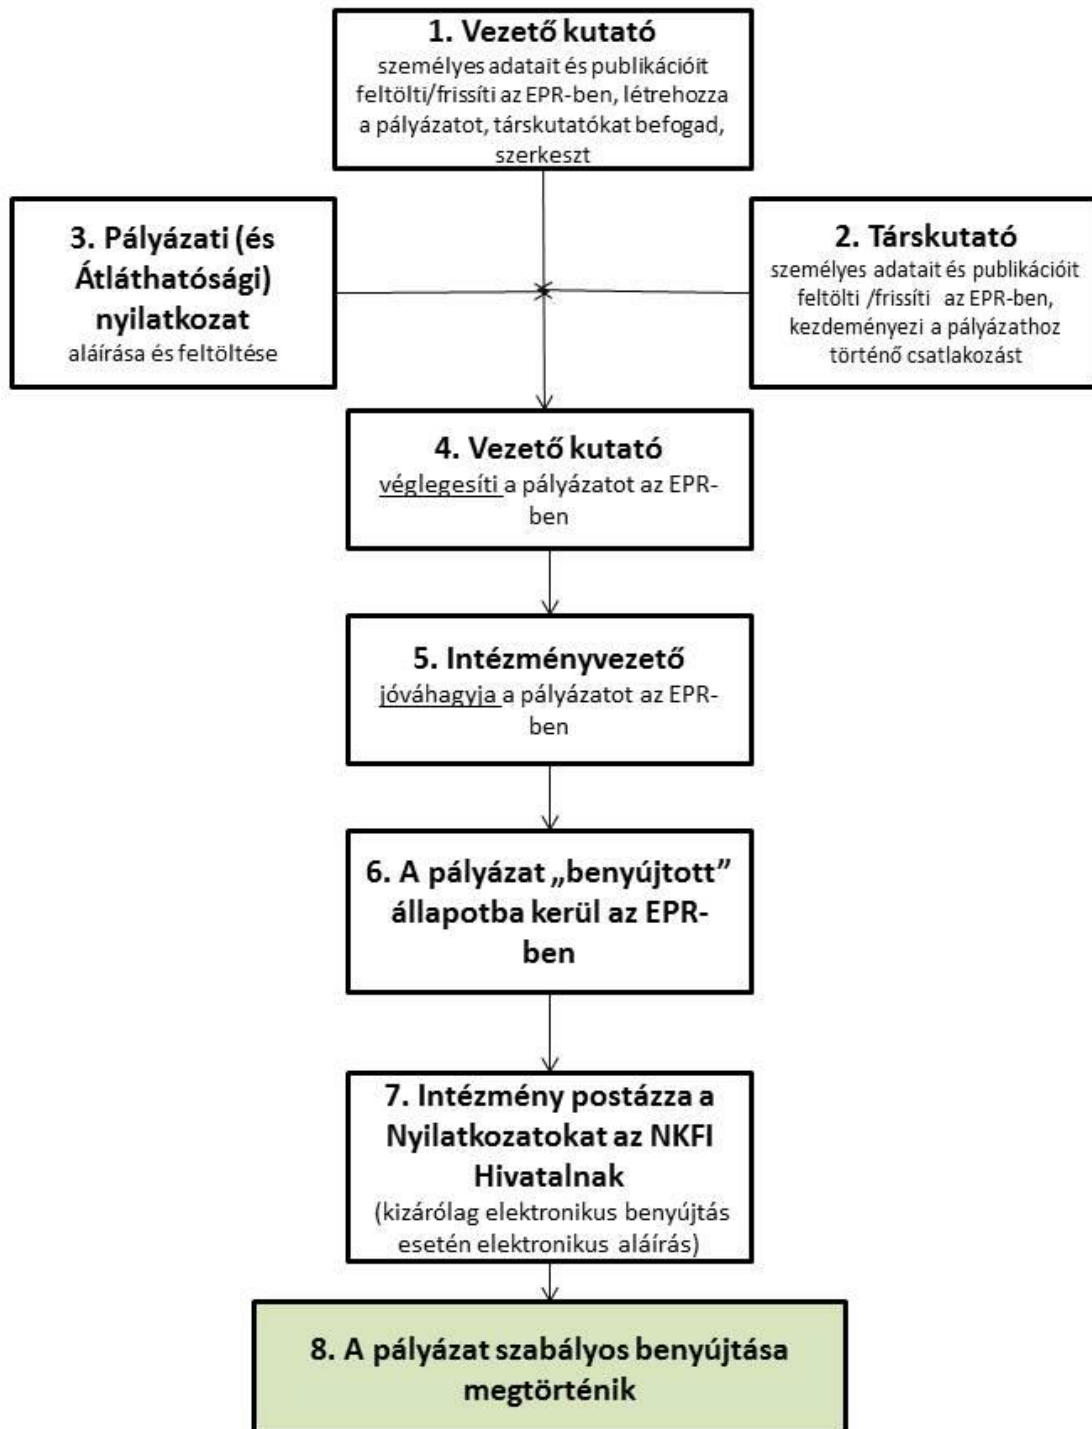 1. Vezető kutató
személyes adatait és publikációit
feltölti/frissíti az EPR-ben, létrehozza
a pályázatot, társkutatókat befogad,
szerkeszt
3. Pályázati (és
Átláthatósági)
nyilatkozat
aláírása és feltöltése
2. Társkutató
személyes adatait és publikációit
feltölti /frissíti az EPR-ben,
kezdeményezi a pályázathoz
történő csatlakozást
4. Vezető kutató
véglegesíti a pályázatot az EPR-
ben
5. Intézményvezető
jóváhagyja a pályázatot az EPR-
ben
6. A pályázat „benyújtott”
állapotba kerül az EPR-
ben
7. Intézmény postázza a
Nyilatkozatokat az NKFI
Hivatalnak
(kizárólag elektronikus benyújtás
esetén elektronikus aláírás)
8. A pályázat szabályos benyújtása
megtörténik